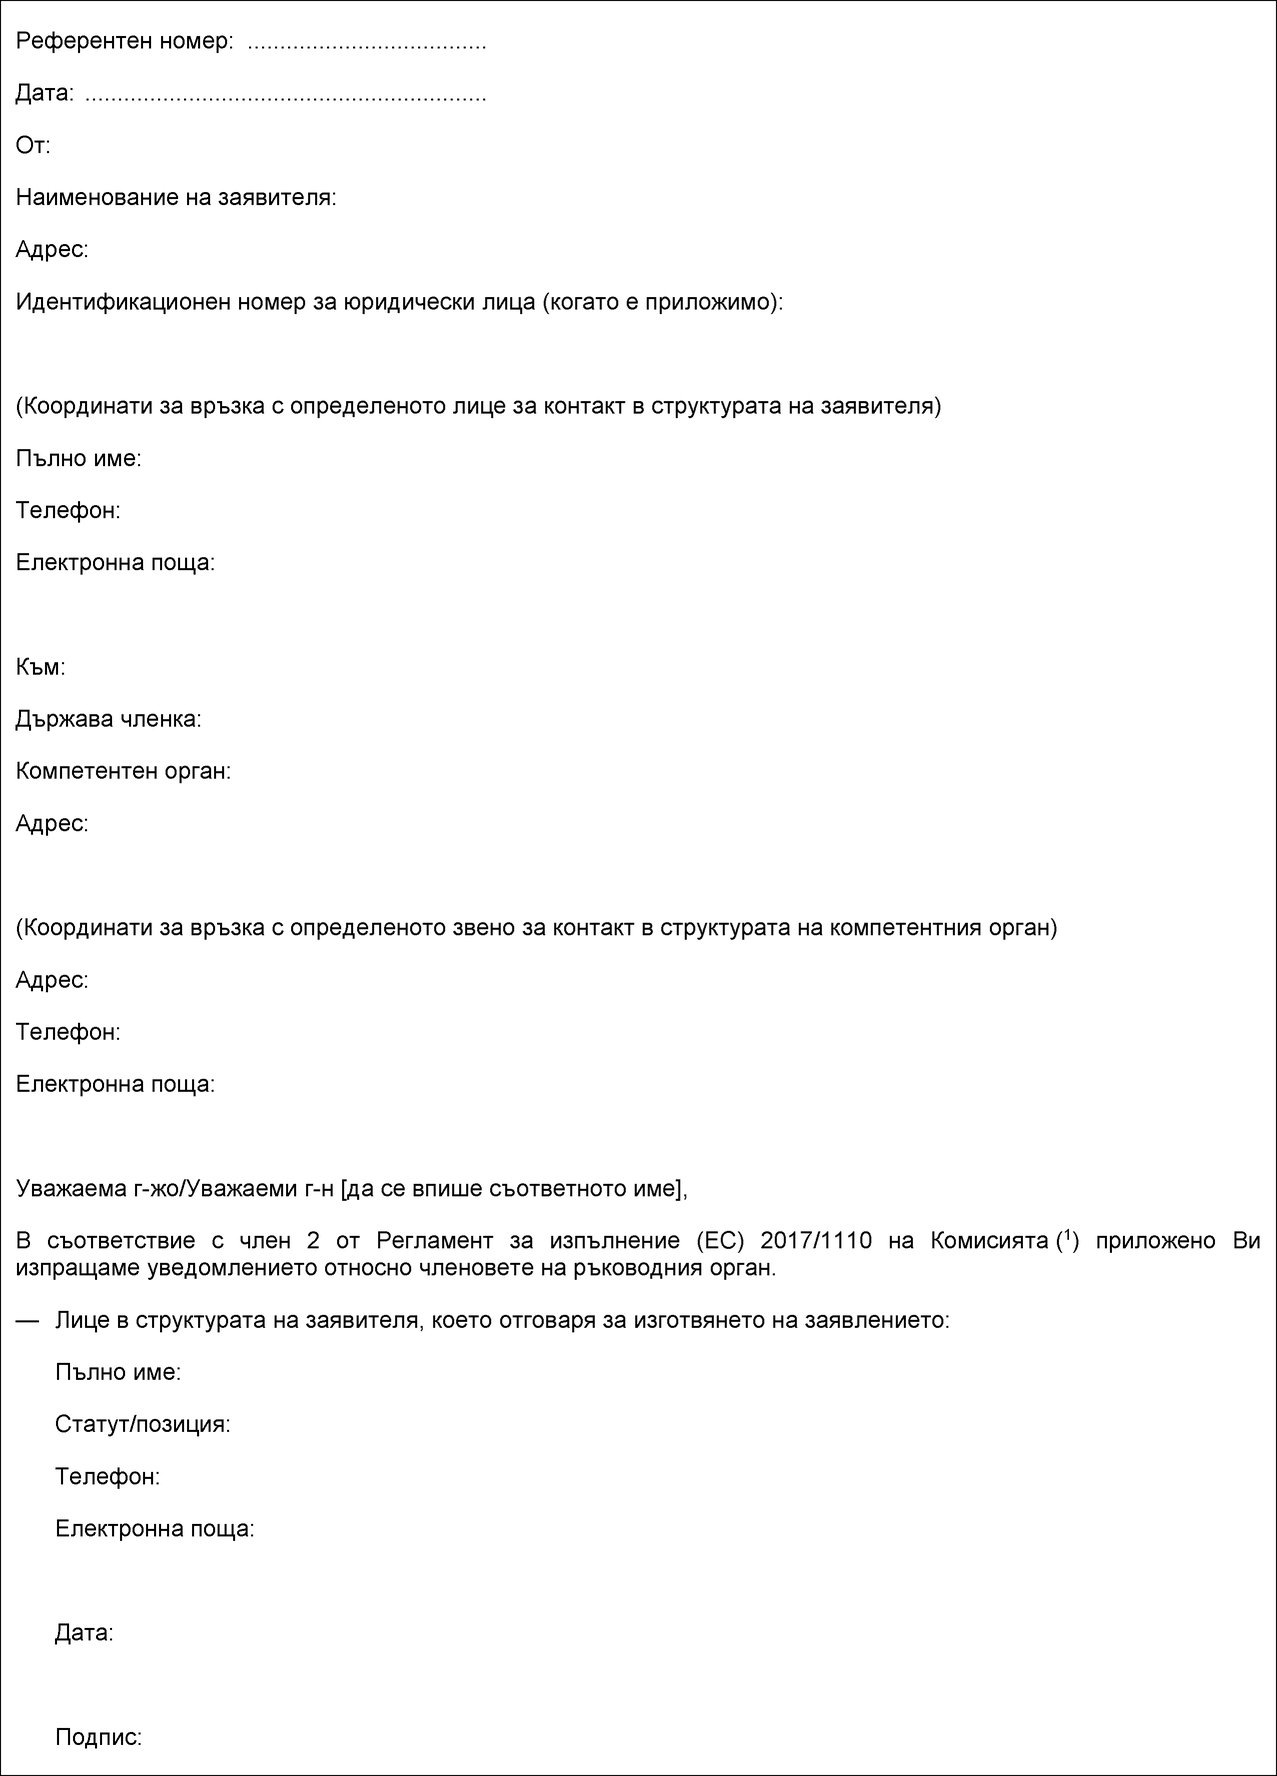 Референтен номер: .....................................
Дата: ..............................................................
От:
Наименование на заявителя:
Адрес:
Идентификационен номер за юридически лица (когато е приложимо):
(Координати за връзка с определеното лице за контакт в структурата на заявителя)
Пълно име:
Телефон:
Електронна поща:
Към:
Държава членка:
Компетентен орган:
Адрес:
(Координати за връзка с определеното звено за контакт в структурата на компетентния орган)
Адрес:
Телефон:
Електронна поща:
Уважаема г-жо/Уважаеми г-н [да се впише съответното име],
В съответствие с член 2 от Регламент за изпълнение (ЕС) 2017/1110 на Комисията (¹) приложено Ви
изпращаме уведомлението относно членовете на ръководния орган.
— Лице в структурата на заявителя, което отговаря за изготвянето на заявлението:
Пълно име:
Статут/позиция:
Телефон:
Електронна поща:
Дата:
Подпис: